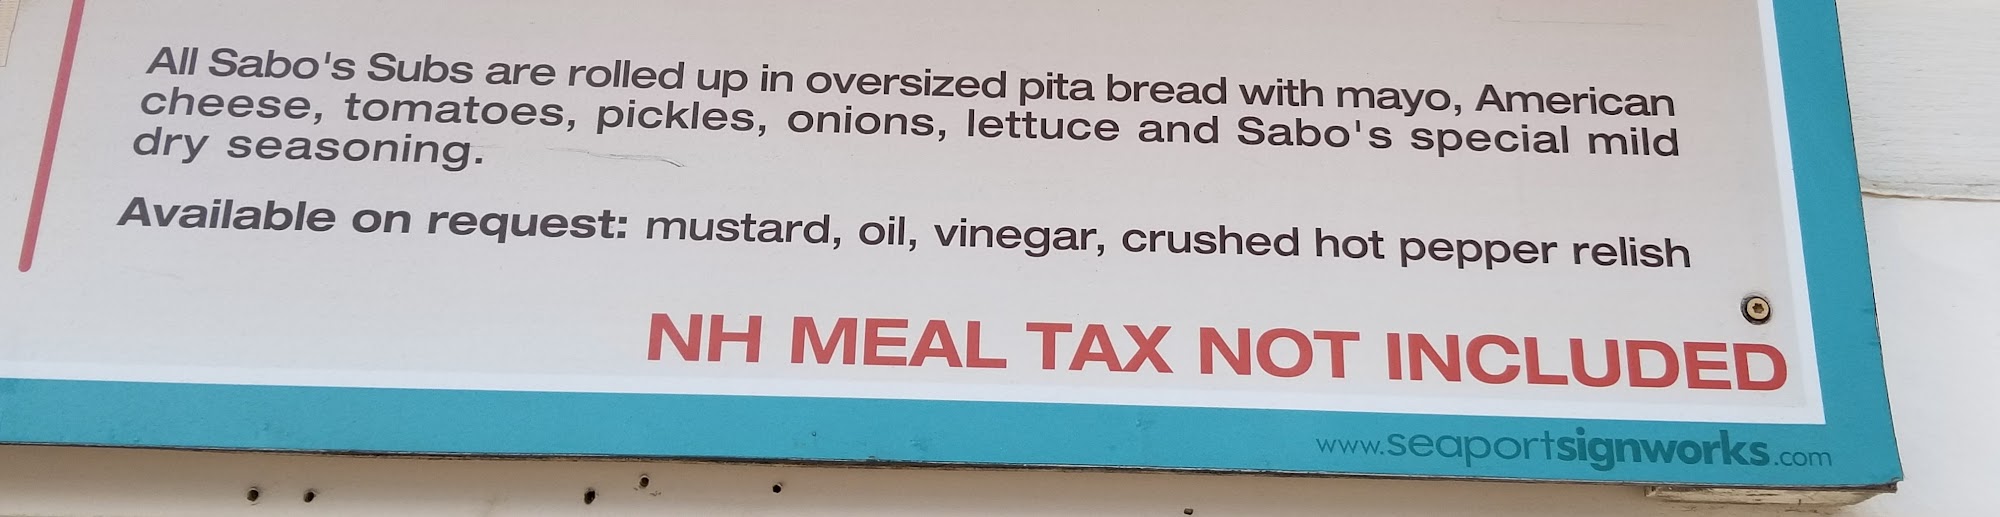 All Sabo's Subs are rolled up in oversized pita bread with mayo, American
cheese, tomatoes, pickles, onions, lettuce and Sabo's special mild
dry seasoning.
Available on request: mustard, oil, vinegar, crushed hot pepper relish
NH MEAL TAX NOT INCLUDED
www.seaportsignworks.com